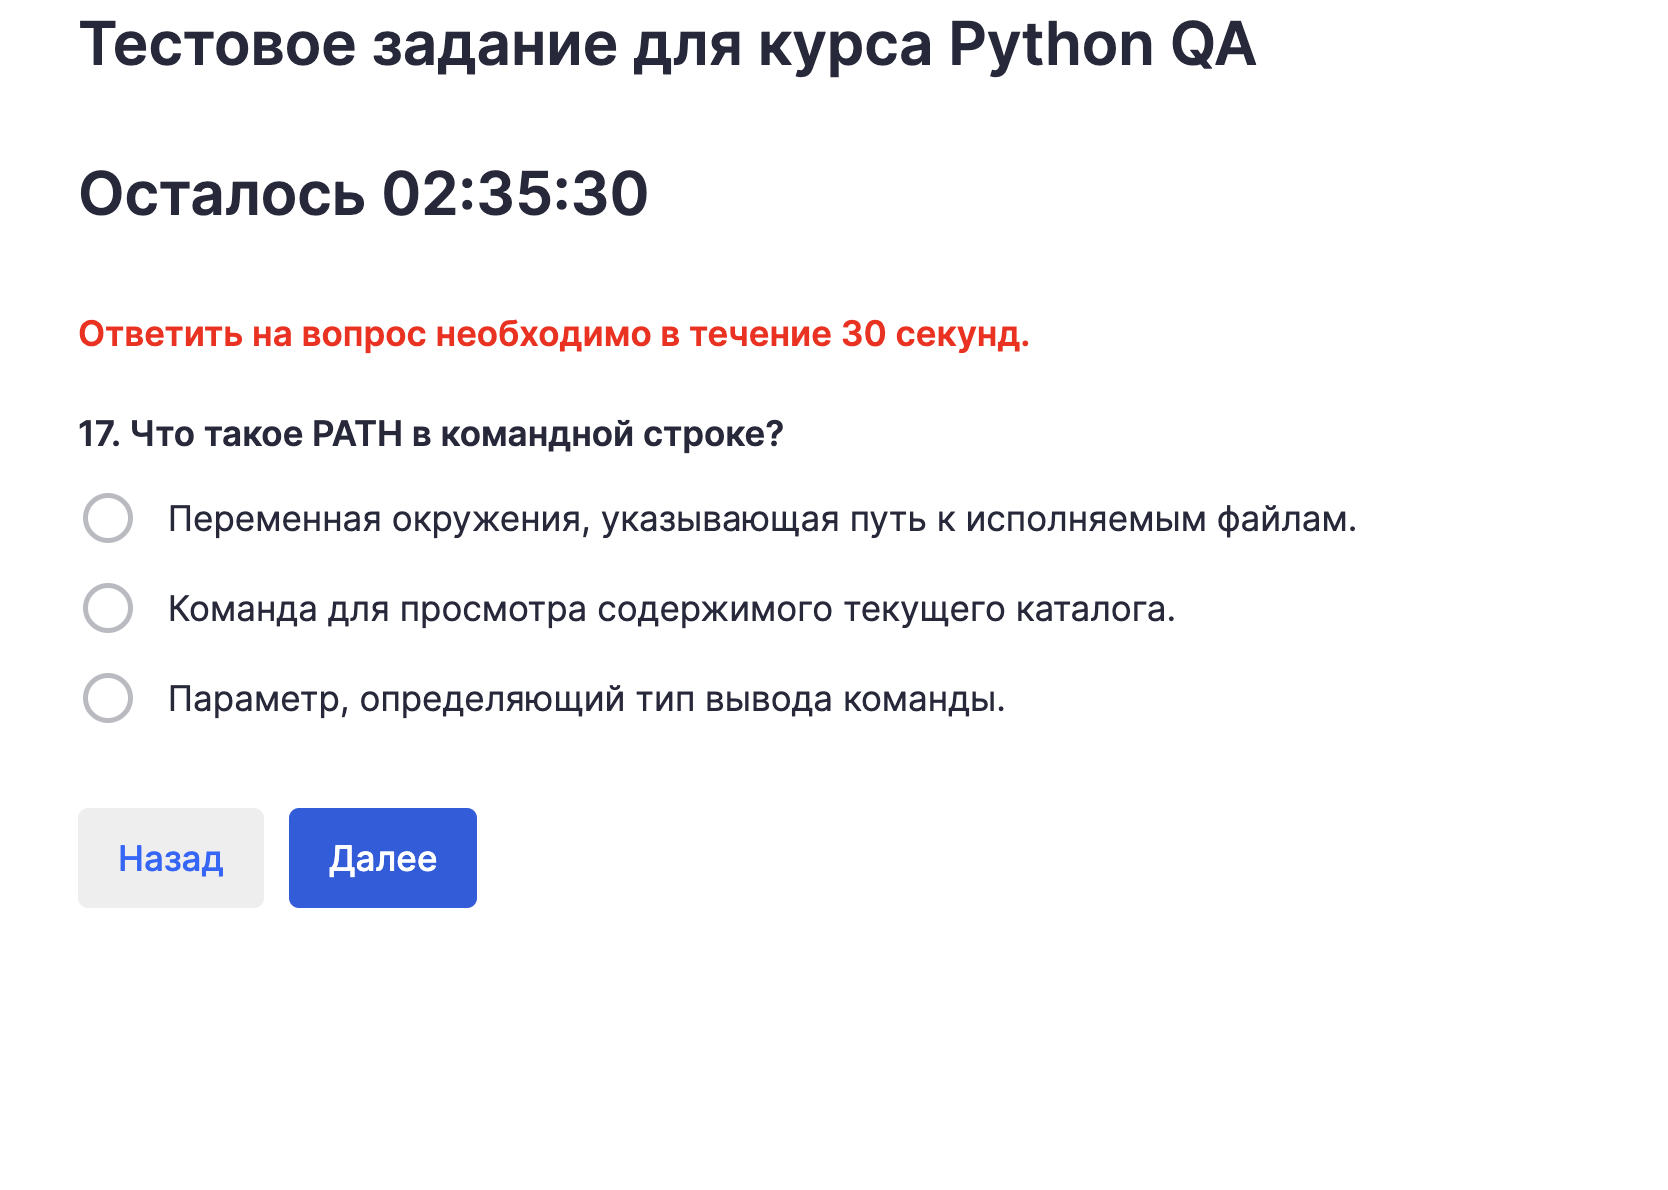 Тестовое задание для курса Python QA
Осталось 02:35:30
Ответить на вопрос необходимо в течение 30 секунд.
17. Что такое PATH в командной строке?
Переменная окружения, указывающая путь к исполняемым файлам.
Команда для просмотра содержимого текущего каталога.
Параметр, определяющий тип вывода команды.
Назад
Далее